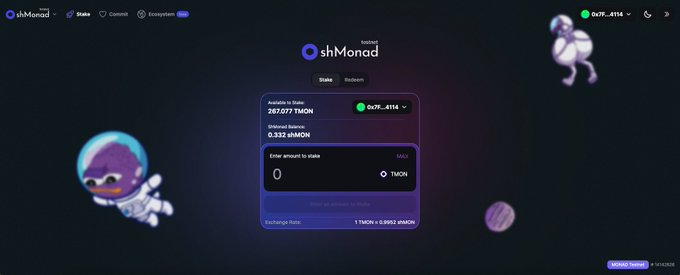 testnet
shMonad
Stake
Commit
Ecosystem
0x7F...4114
testnet
shMonad
Stake Redeem
Available to Stake:
267.077 TMON
0x7F...4114
ShMonad Balance:
0.332 shMON
Enter amount to stake
MAX
0
TMON
Enter an amount to Stake
Exchange Rate:
1 TMON = 0.9952 shMON
MONAD Testnet
# 14142828